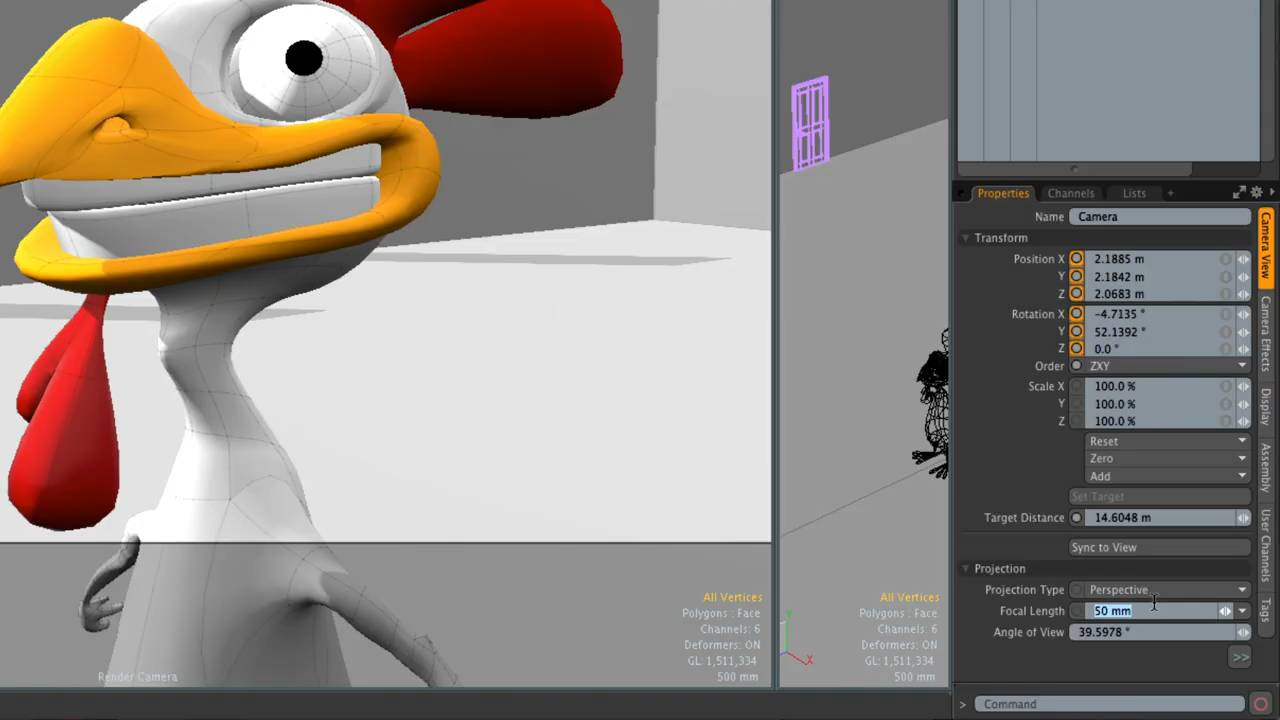 Properties Channels Lists +
Name Camera
Transform
Position X 2.1885 m
Y 2.1842 m
Z 2.0683 m
Rotation X -4.7135 °
Y 52.1392 °
Z 0.0 °
Order ZXY
Scale X 100.0 %
Y 100.0 %
Z 100.0 %
Reset
Zero
Add
Set Target
Target Distance 14.6048 m
Sync to View
Projection
Projection Type Perspective
Focal Length 50 mm
Angle of View 39.5978 °
>>
> Command
Camera View
Camera Effects
Display
Assembly
User Channels
Tags
All Vertices
Polygons : Face
Channels: 6
Deformers: ON
GL: 1,511,334
500 mm
Render Camera
All Vertices
Polygons : Face
Channels: 6
Deformers: ON
GL: 1,511,334
500 mm
Y
X